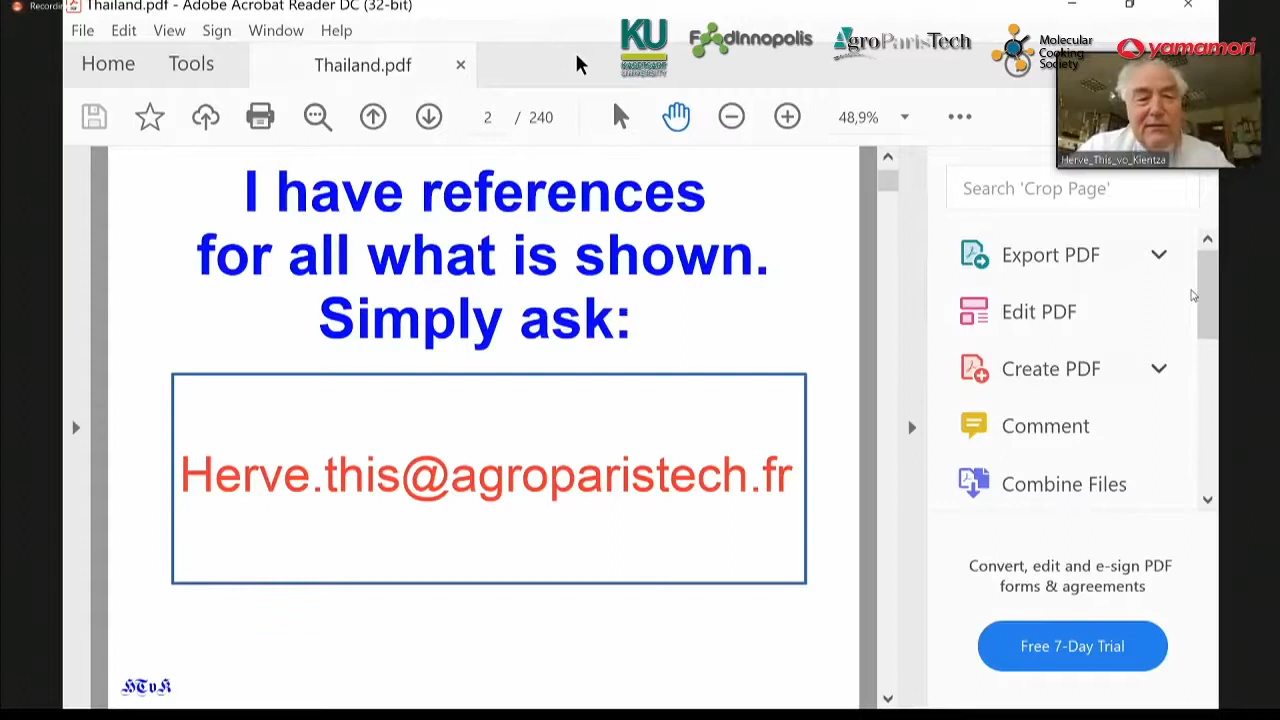 Recordin
Thailand.pdf - Adobe Acrobat Reader DC (32-bit)
File Edit View Sign Window Help
KU
KASETSART
UNIVERSITY
FoodInnopolis
AgroParisTech
Molecular
Cooking
Society
yamamori
Home Tools Thailand.pdf
2 / 240 48,9%
Herve_This_vo_Kientza
I have references
for all what is shown.
Simply ask:
Herve.this@agroparistech.fr
HTvK
Search 'Crop Page'
Export PDF
Edit PDF
Create PDF
Comment
Combine Files
Convert, edit and e-sign PDF
forms & agreements
Free 7-Day Trial